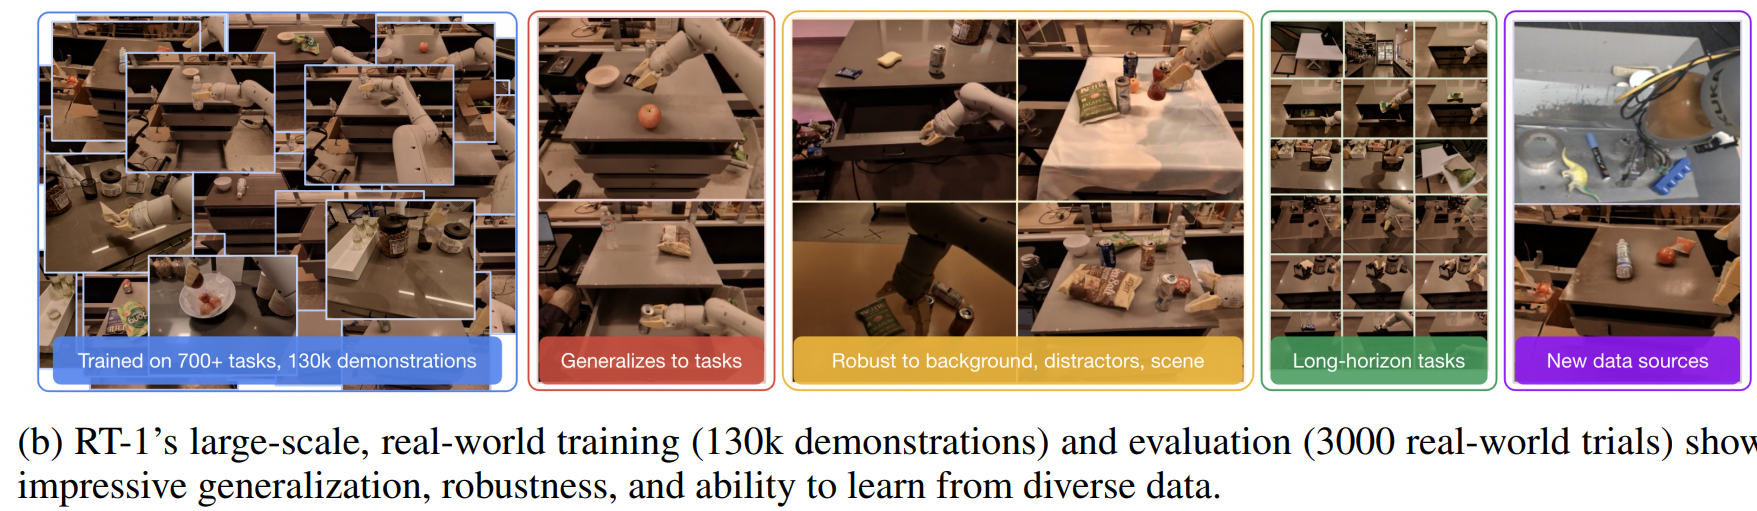 Trained on 700+ tasks, 130k demonstrations
Generalizes to tasks
Robust to background, distractors, scene
Long-horizon tasks
New data sources
(b) RT-1's large-scale, real-world training (130k demonstrations) and evaluation (3000 real-world trials) show
impressive generalization, robustness, and ability to learn from diverse data.